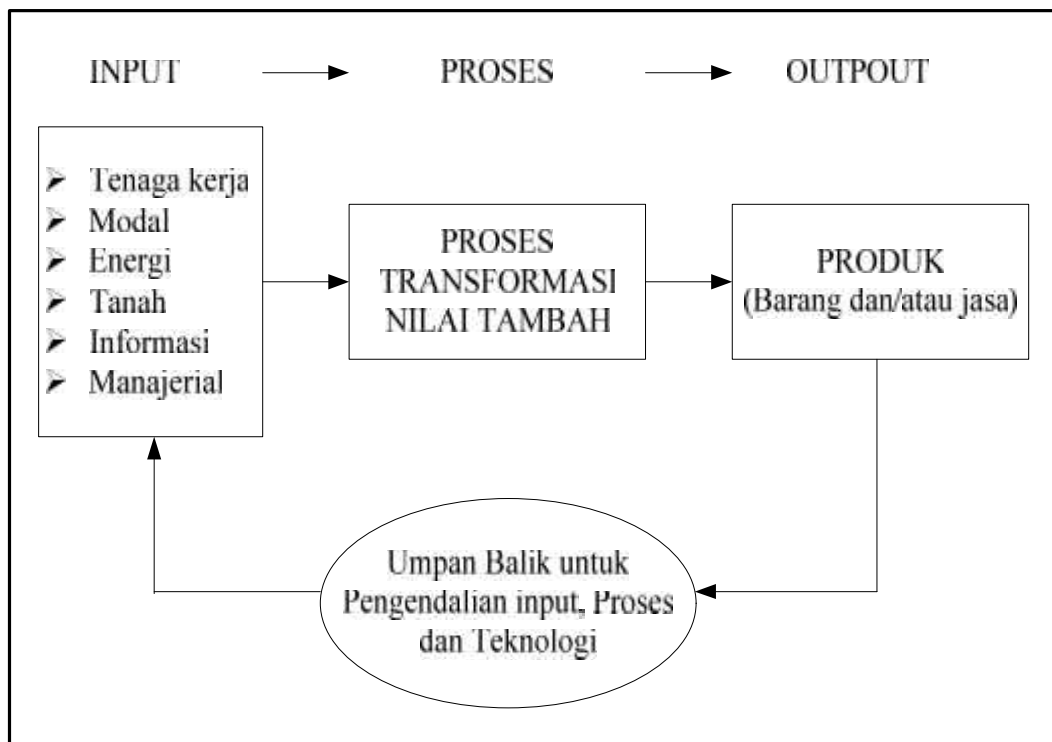 INPUT
PROSES
OUTPOUT
➢ Tenaga kerja
➢ Modal
➢ Energi
➢ Tanah
➢ Informasi
➢ Manajerial
PROSES
TRANSFORMASI
NILAI TAMBAH
PRODUK
(Barang dan/atau jasa)
Umpan Balik untuk
Pengendalian input, Proses
dan Teknologi